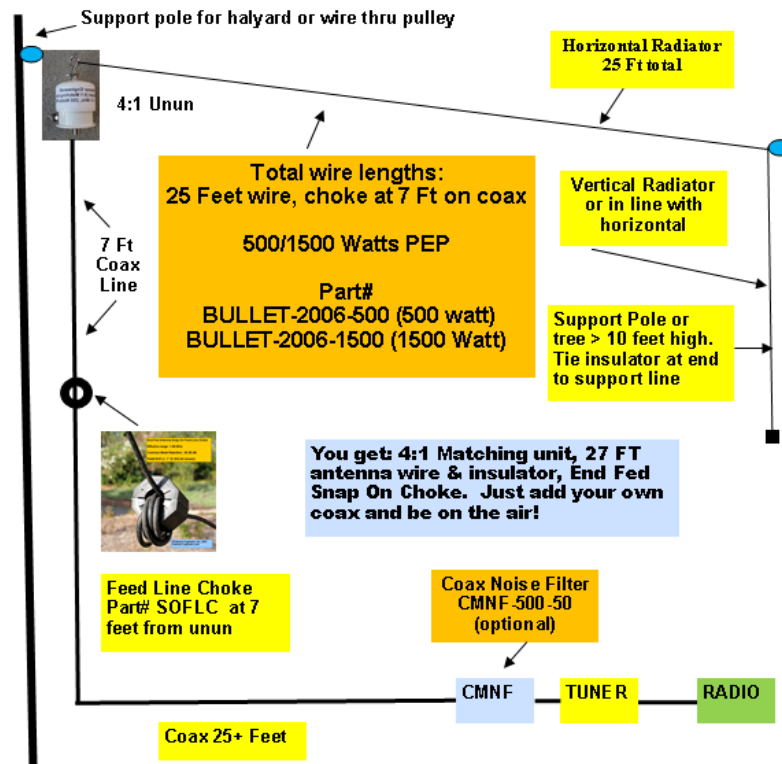 Support pole for halyard or wire thru pulley
Horizontal Radiator
25 Ft total
4:1 Unun
Total wire lengths:
25 Feet wire, choke at 7 Ft on coax
500/1500 Watts PEP
Part#
BULLET-2006-500 (500 watt)
BULLET-2006-1500 (1500 Watt)
Vertical Radiator
or in line with
horizontal
7 Ft
Coax
Line
Support Pole or
tree > 10 feet high.
Tie insulator at end
to support line
You get: 4:1 Matching unit, 27 FT
antenna wire & insulator, End Fed
Snap On Choke. Just add your own
coax and be on the air!
Feed Line Choke
Part# SOFLC at 7
feet from unun
Coax Noise Filter
CMNF-500-50
(optional)
CMNF
TUNER
RADIO
Coax 25+ Feet